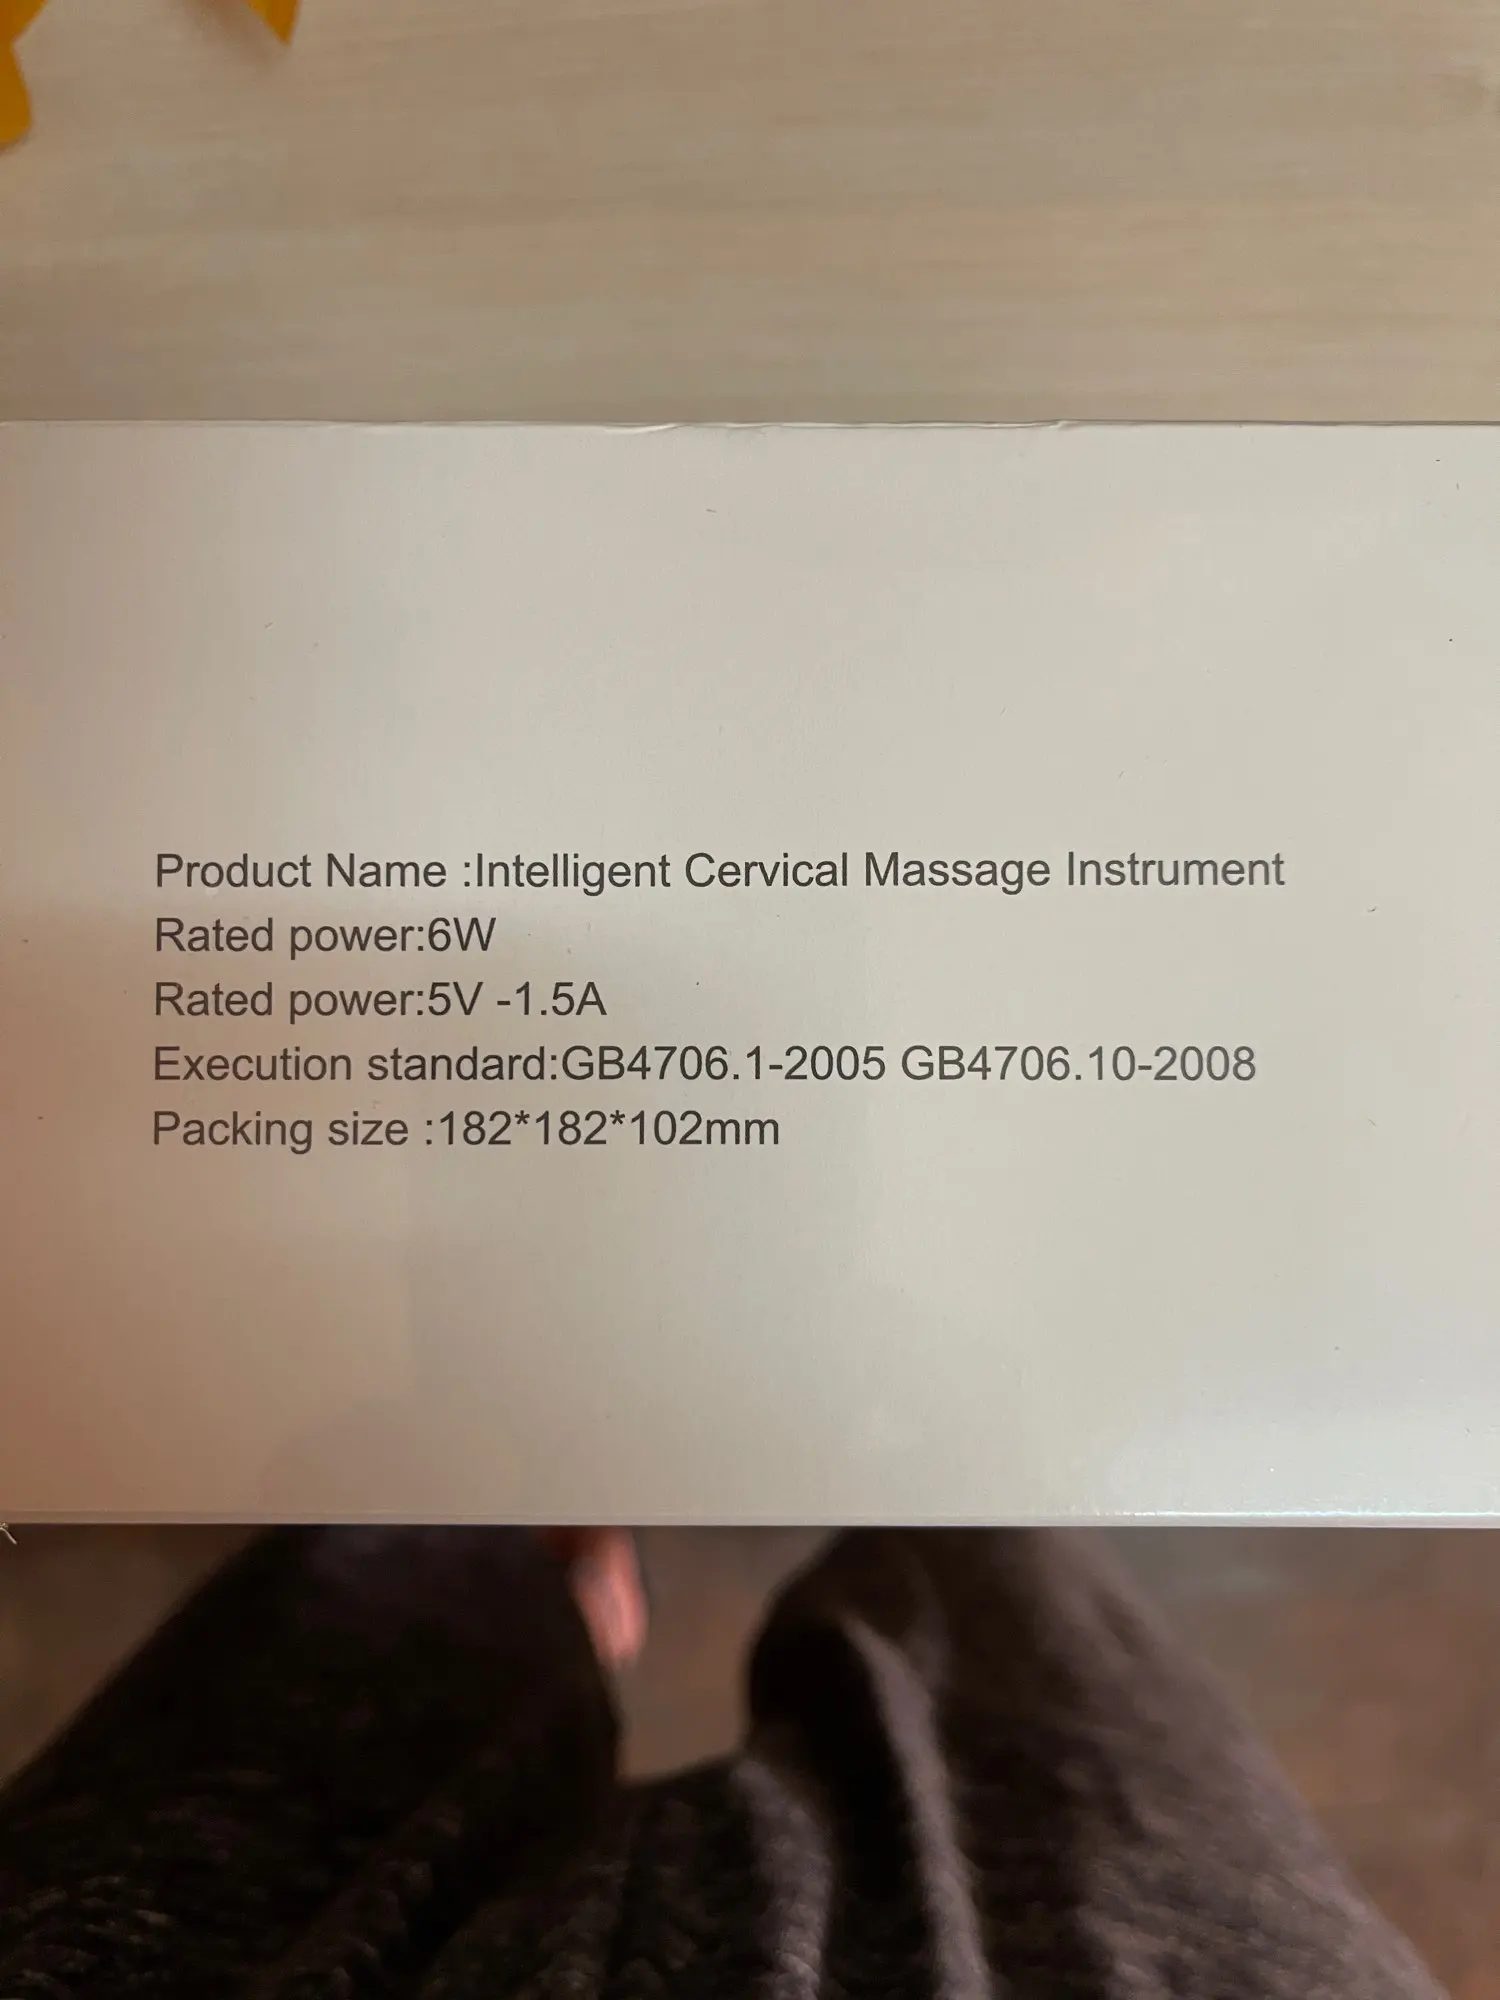 Product Name :Intelligent Cervical Massage Instrument
Rated power:6W
Rated power:5V -1.5A
Execution standard:GB4706.1-2005 GB4706.10-2008
Packing size :182*182*102mm